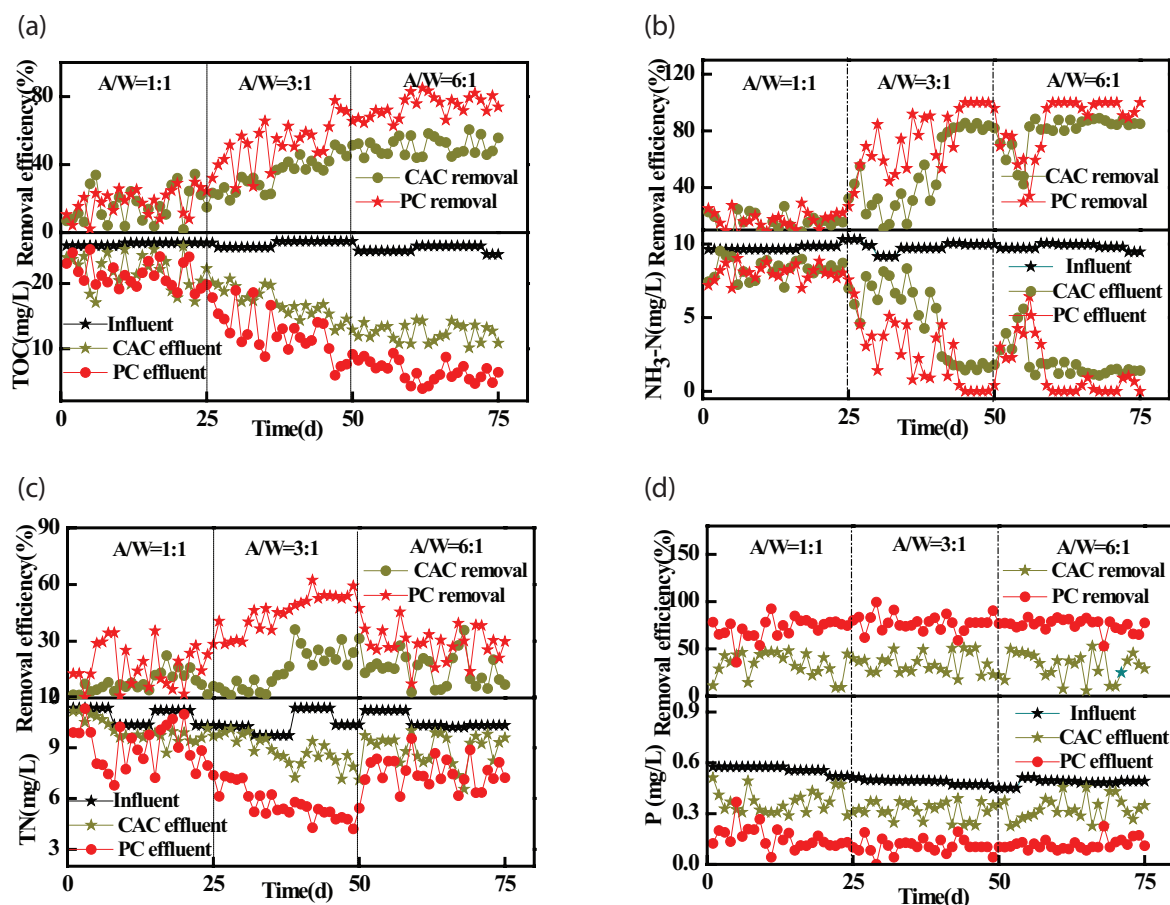 (a)
A/W=1:1 A/W=3:1 A/W=6:1
Removal efficiency(%)
80
40
0
CAC removal
PC removal
TOC(mg/L)
20
10
Influent
CAC effluent
PC effluent
0 25 50 75
Time(d)
(b)
A/W=1:1 A/W=3:1 A/W=6:1
Removal efficiency(%)
120
80
40
CAC removal
PC removal
NH3-N(mg/L)
10
5
0
Influent
CAC effluent
PC effluent
0 25 50 75
Time(d)
(c)
A/W=1:1 A/W=3:1 A/W=6:1
Removal efficiency(%)
90
60
30
CAC removal
PC removal
TN(mg/L)
9
6
3
Influent
CAC effluent
PC effluent
0 25 50 75
Time(d)
(d)
A/W=1:1 A/W=3:1 A/W=6:1
Removal efficiency(%)
150
100
50
0
CAC removal
PC removal
P (mg/L)
0.9
0.6
0.3
0.0
Influent
CAC effluent
PC effluent
0 25 50 75
Time(d)